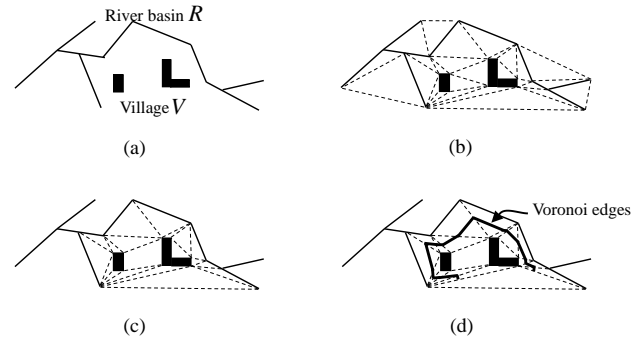 River basin R
Village V
(a)
(b)
Voronoi edges
(c)
(d)